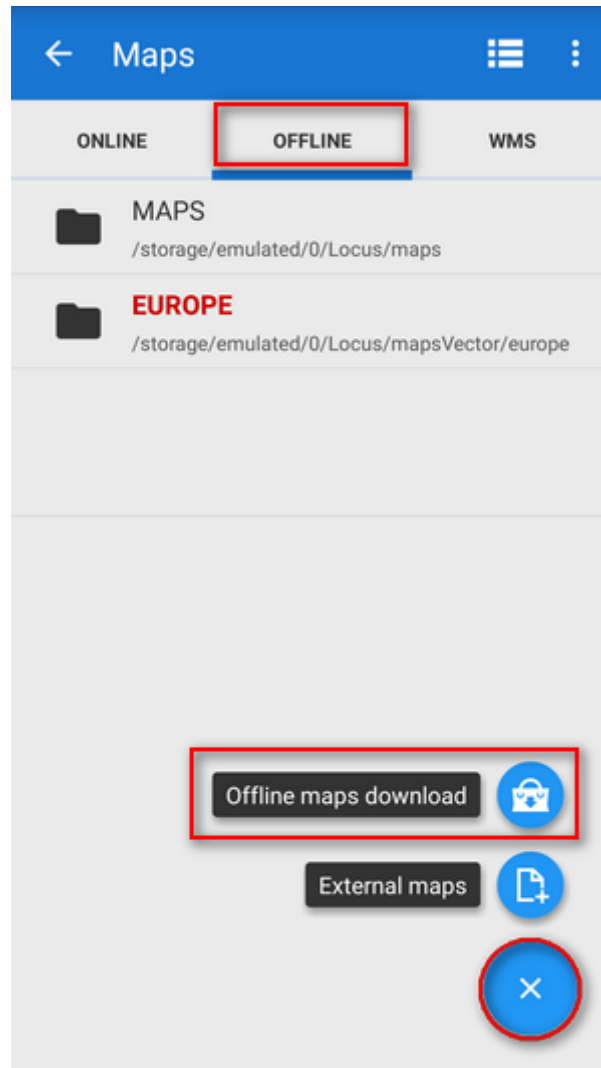 Maps
ONLINE OFFLINE WMS
MAPS
/storage/emulated/0/Locus/maps
EUROPE
/storage/emulated/0/Locus/mapsVector/europe
Offline maps download
External maps